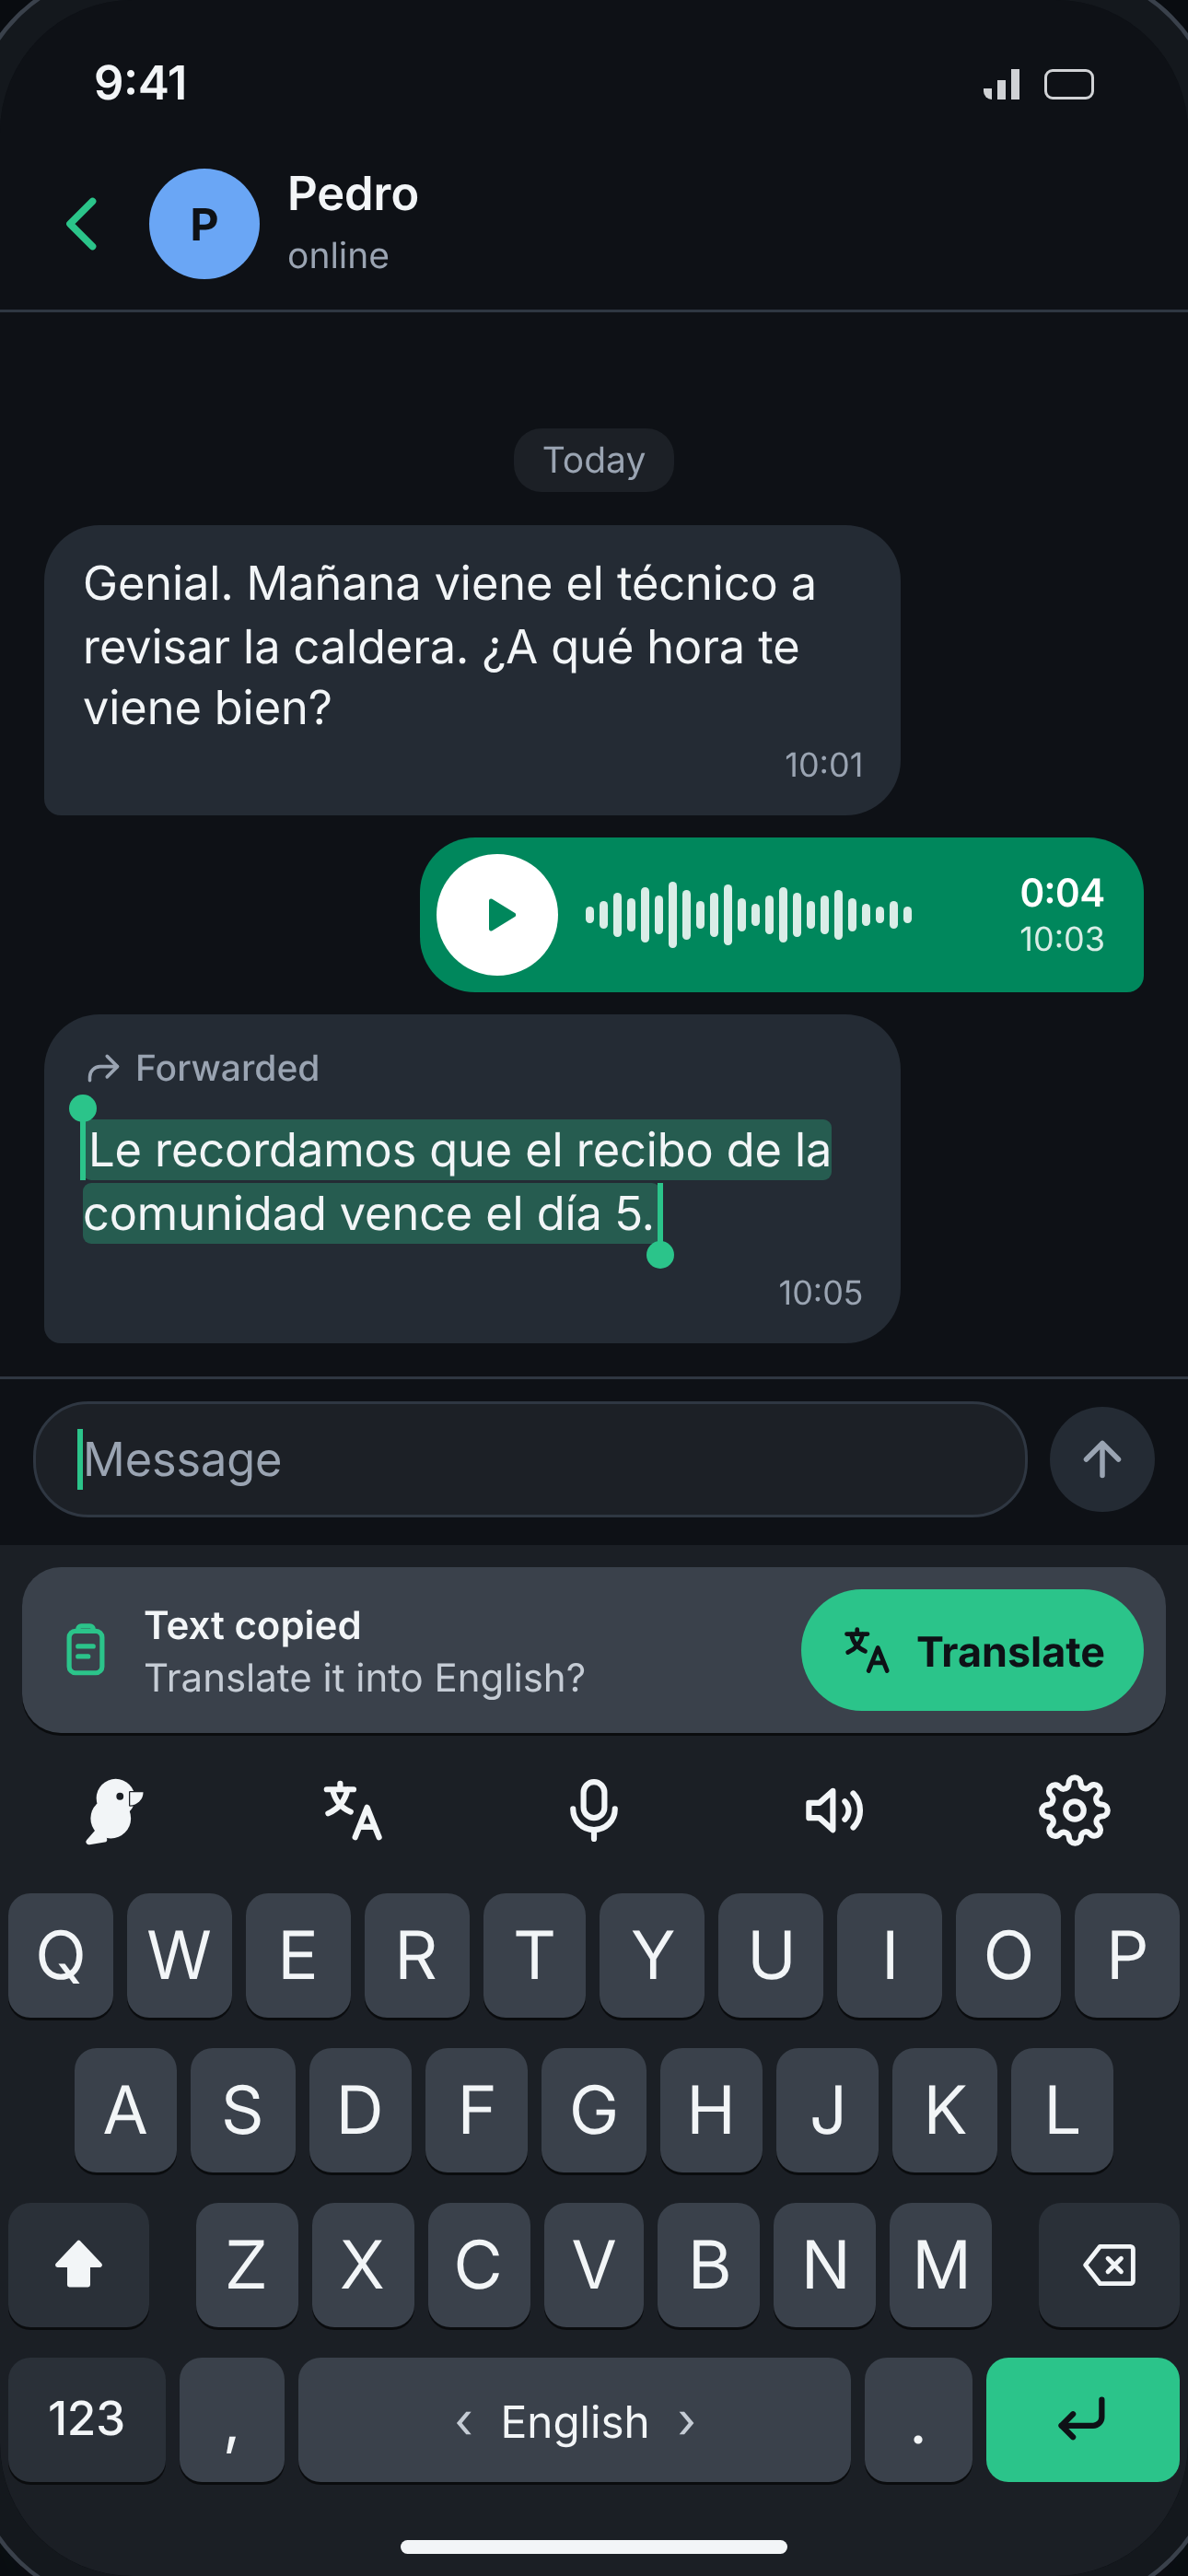 9:41
P
Pedro
online
Today
Genial. Mañana viene el técnico a
revisar la caldera. ¿A qué hora te
viene bien?
10:01
0:04
10:03
Forwarded
Le recordamos que el recibo de la
comunidad vence el día 5.
10:05
Message
Text copied
Translate it into English?
Translate
Q W E R T Y U I O P
A S D F G H J K L
Z X C V B N M
123 , ‹ English › .